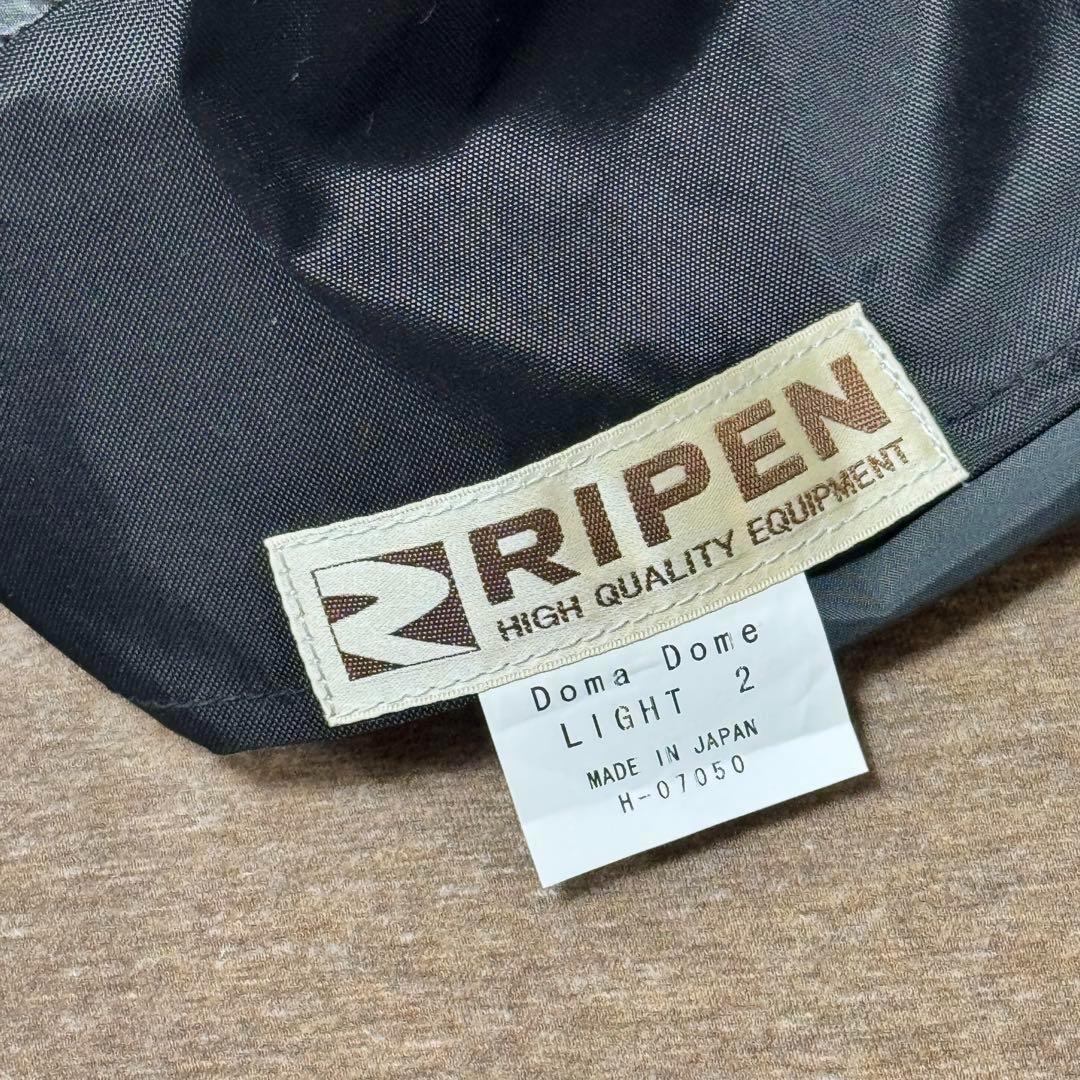 RIPEN
HIGH QUALITY EQUIPMENT
Doma Dome
LIGHT 2
MADE IN JAPAN
H-07050